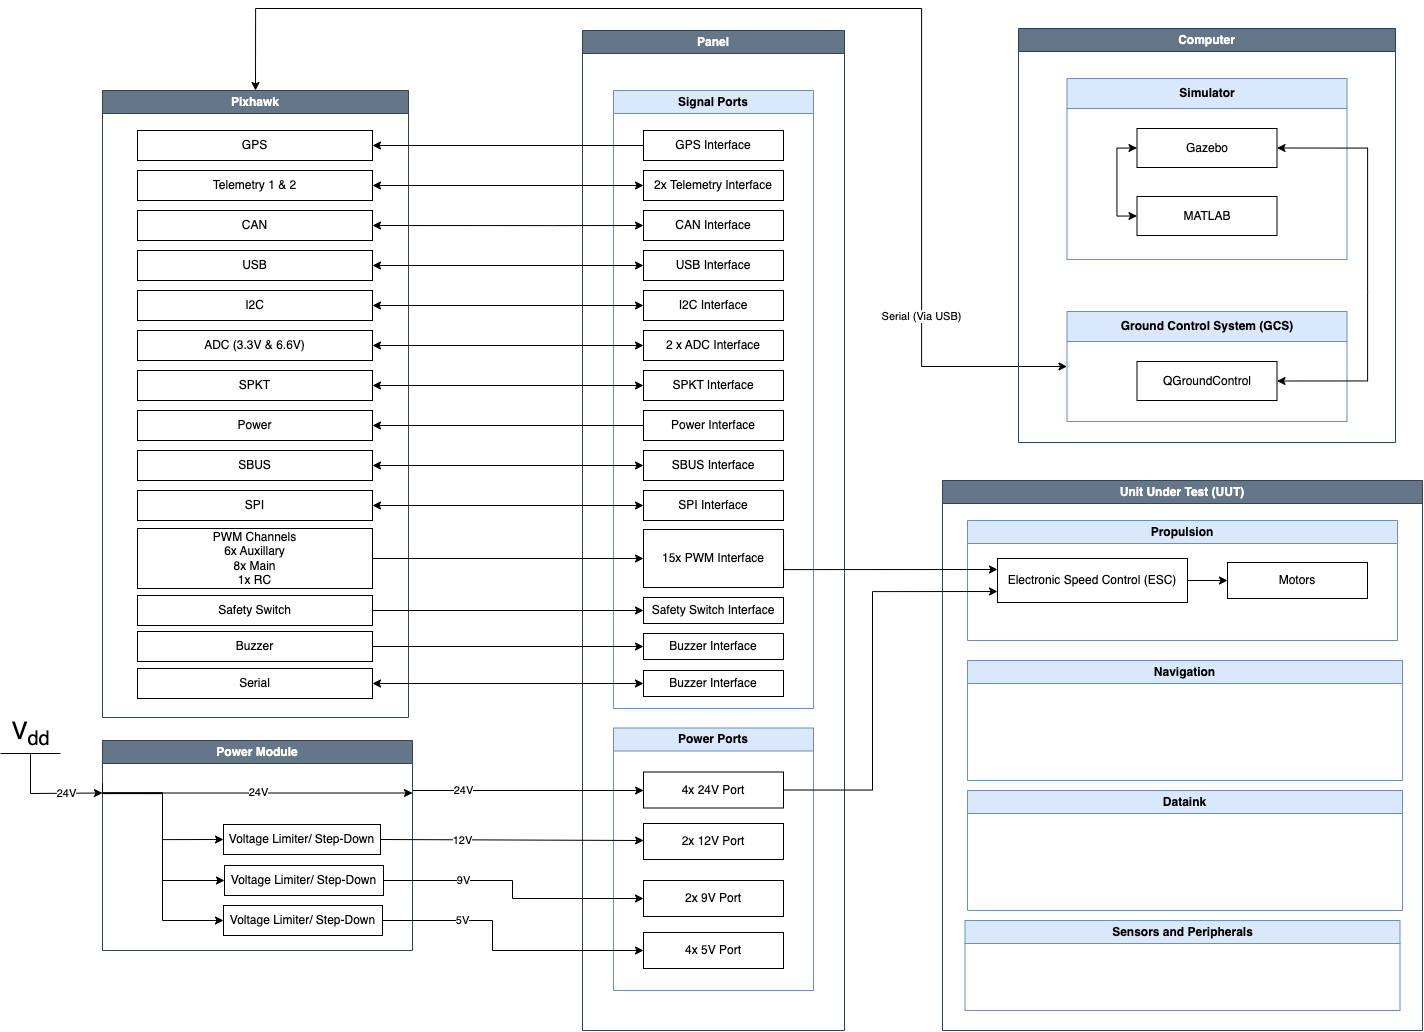 Pixhawk
GPS
Telemetry 1 & 2
CAN
USB
I2C
ADC (3.3V & 6.6V)
SPKT
Power
SBUS
SPI
PWM Channels
6x Auxillary
8x Main
1x RC
Safety Switch
Buzzer
Serial
Panel
Signal Ports
GPS Interface
2x Telemetry Interface
CAN Interface
USB Interface
I2C Interface
2 x ADC Interface
SPKT Interface
Power Interface
SBUS Interface
SPI Interface
15x PWM Interface
Safety Switch Interface
Buzzer Interface
Buzzer Interface
Power Ports
4x 24V Port
2x 12V Port
2x 9V Port
4x 5V Port
Serial (Via USB)
Computer
Simulator
Gazebo
MATLAB
Ground Control System (GCS)
QGroundControl
Unit Under Test (UUT)
Propulsion
Electronic Speed Control (ESC)
Motors
Navigation
Dataink
Sensors and Peripherals
Vdd
24V
Power Module
24V
Voltage Limiter/ Step-Down
Voltage Limiter/ Step-Down
Voltage Limiter/ Step-Down
24V
12V
9V
5V